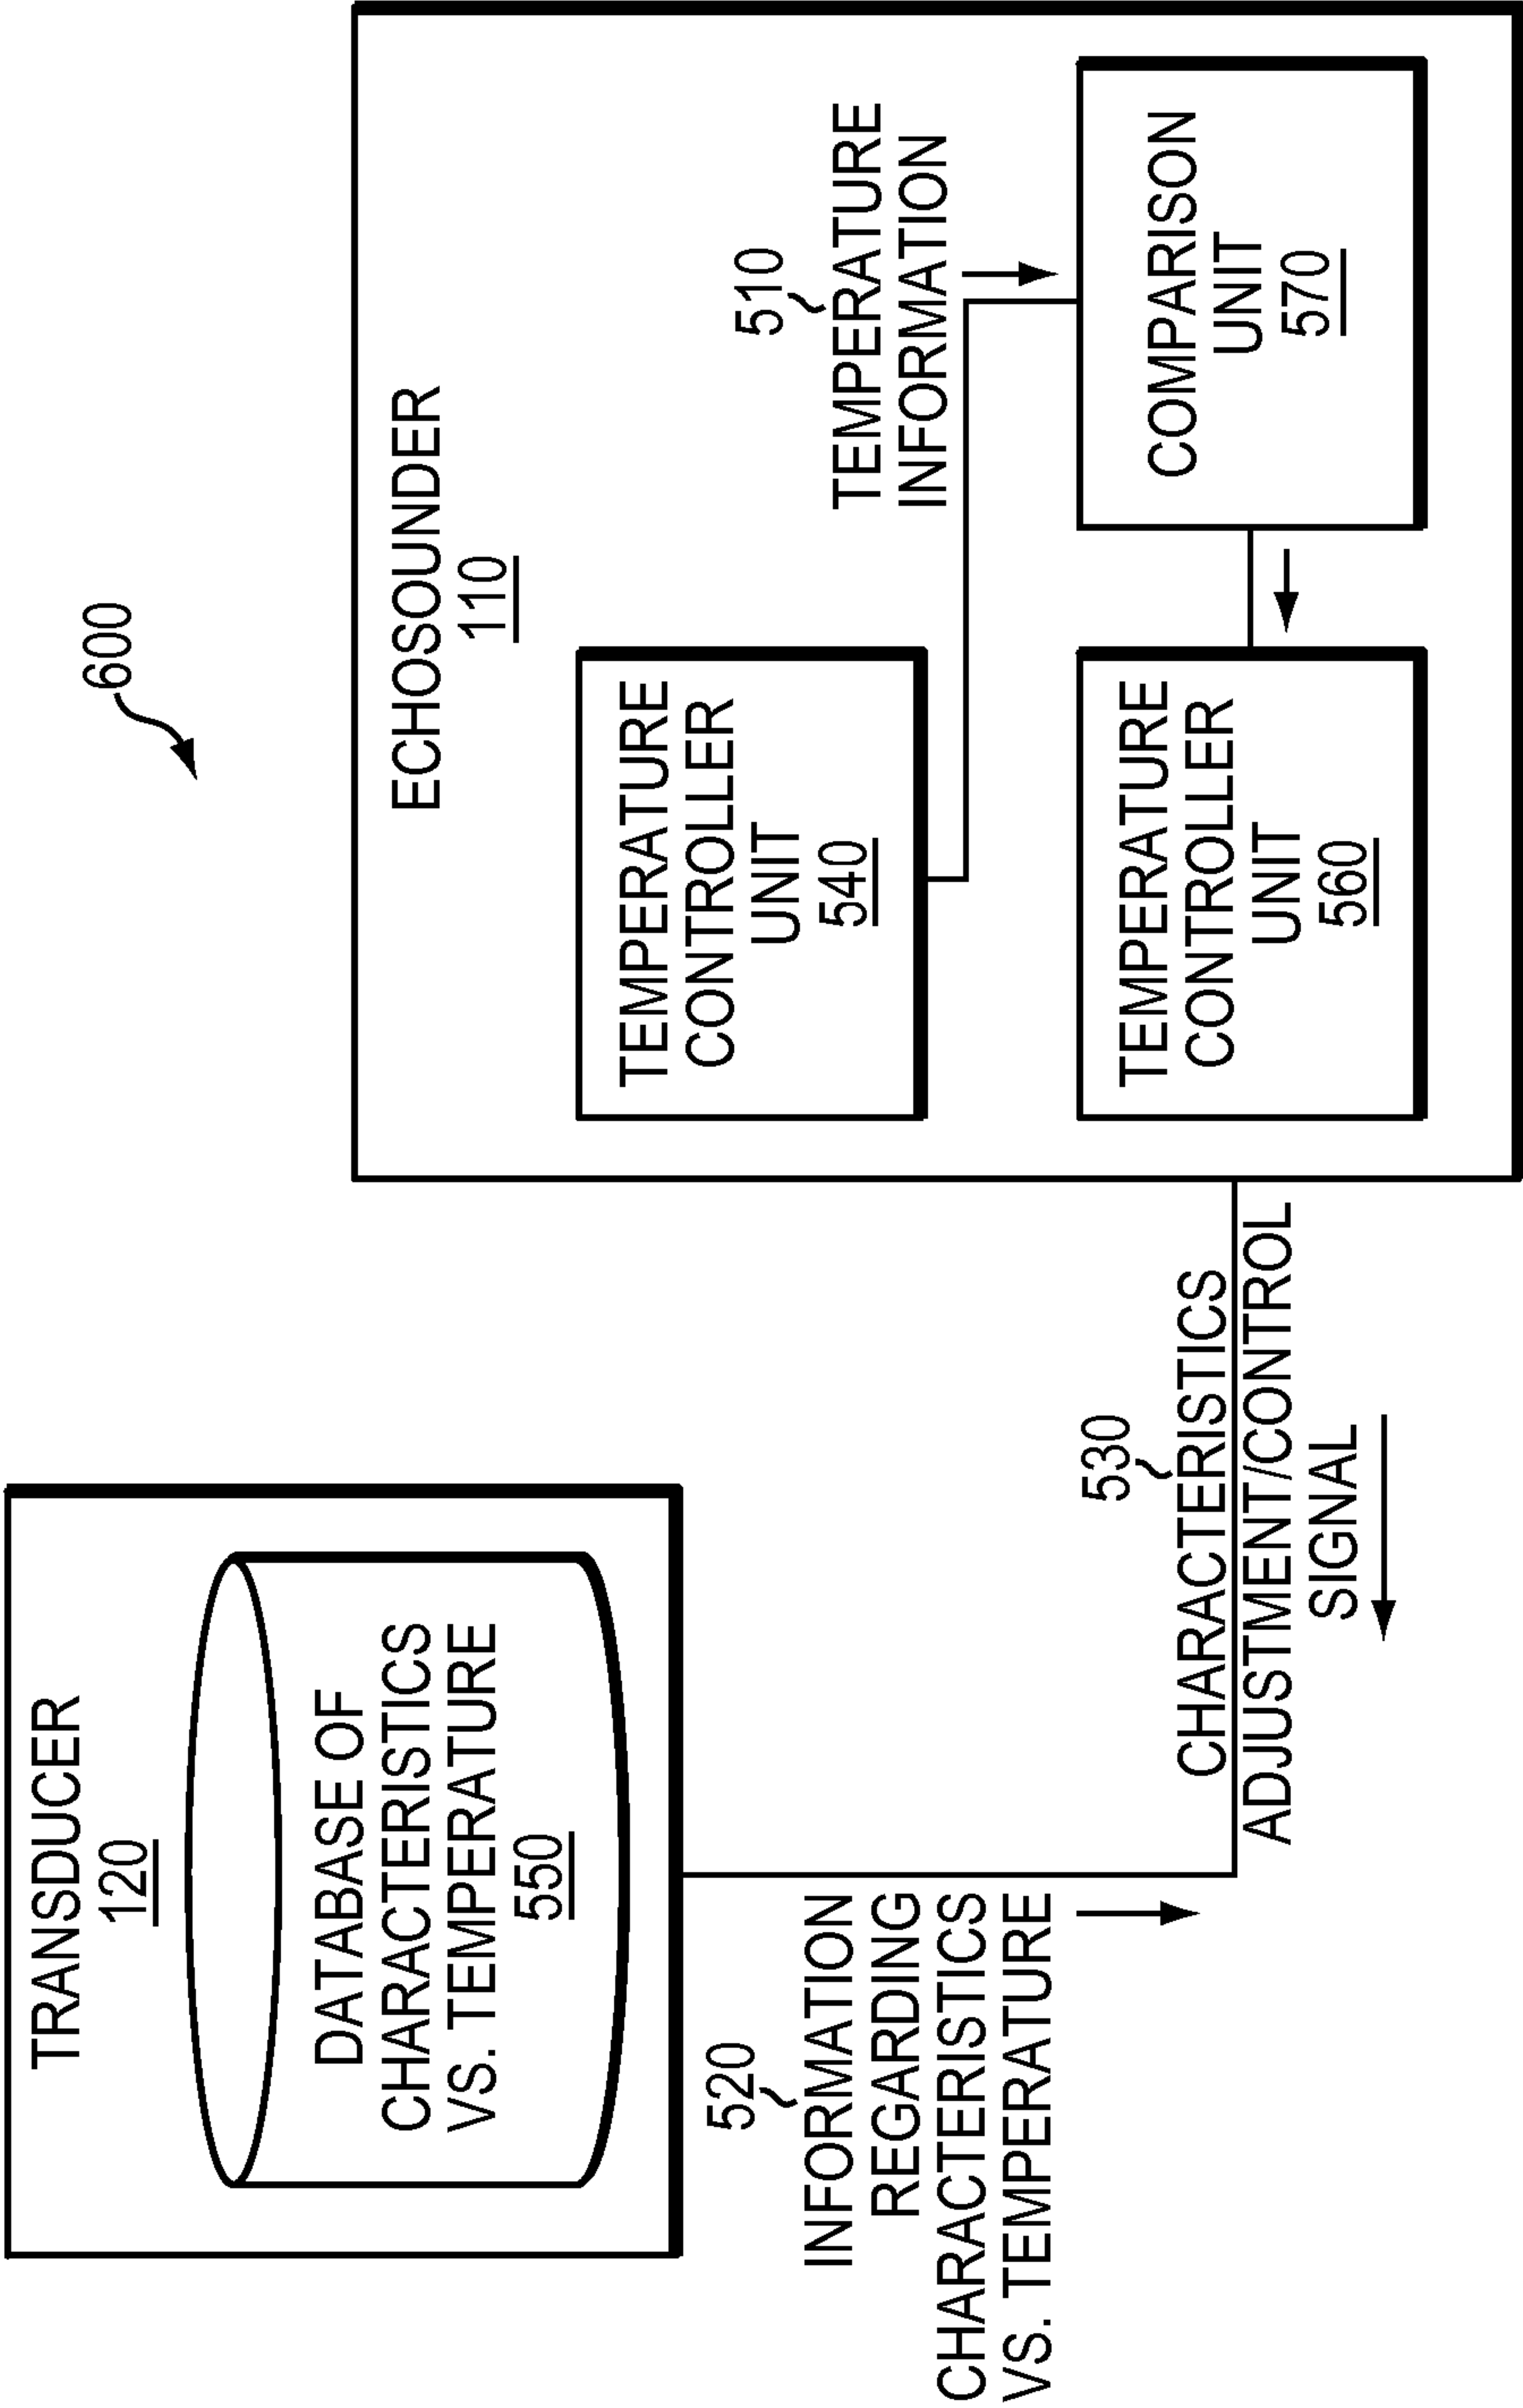 600
TRANSDUCER
120
DATABASE OF
CHARACTERISTICS
VS. TEMPERATURE
550
520
INFORMATION
REGARDING
CHARACTERISTICS
VS. TEMPERATURE
530
CHARACTERISTICS
ADJUSTMENT/CONTROL
SIGNAL
ECHOSOUNDER
110
TEMPERATURE
CONTROLLER
UNIT
540
510
TEMPERATURE
INFORMATION
TEMPERATURE
CONTROLLER
UNIT
560
COMPARISON
UNIT
570